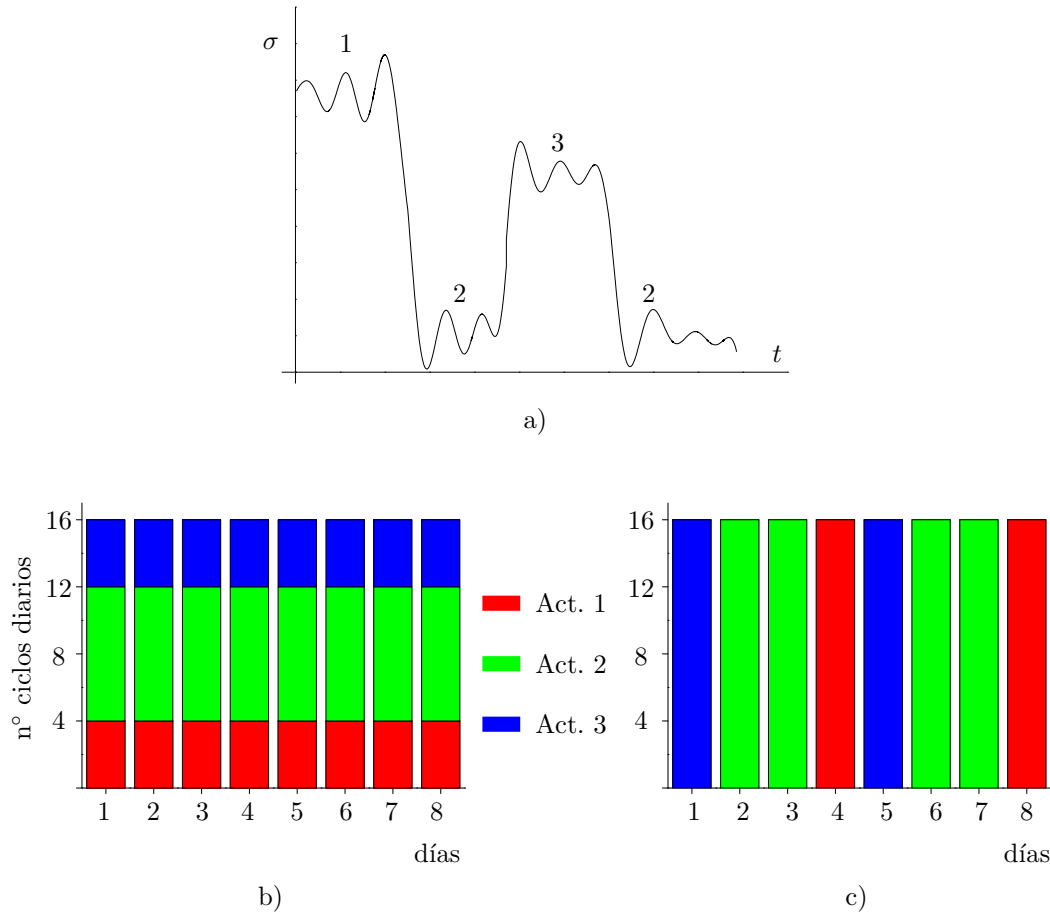 σ
1
3
2
2
t
a)
16
12
8
4
nº ciclos diarios
1 2 3 4 5 6 7 8
días
b)
Act. 1
Act. 2
Act. 3
16
12
8
4
1 2 3 4 5 6 7 8
días
c)